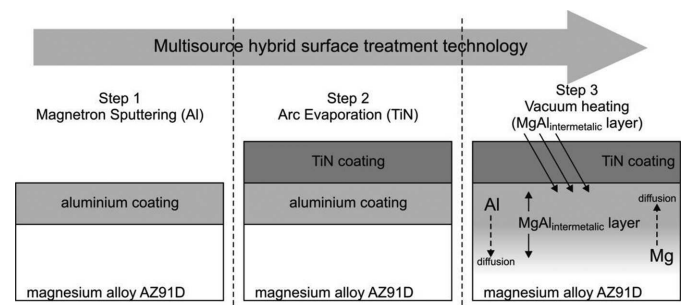 Multisource hybrid surface treatment technology
Step 1
Magnetron Sputtering (Al)
aluminium coating
magnesium alloy AZ91D
Step 2
Arc Evaporation (TiN)
TiN coating
aluminium coating
magnesium alloy AZ91D
Step 3
Vacuum heating
(MgAlintermetalic layer)
TiN coating
Al
diffusion
MgAlintermetalic layer
diffusion
Mg
magnesium alloy AZ91D